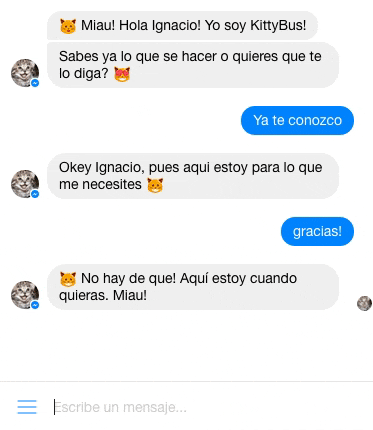 🐱 Miau! Hola Ignacio! Yo soy KittyBus!
Sabes ya lo que se hacer o quieres que te
lo diga? 😾
Ya te conozco
Okey Ignacio, pues aqui estoy para lo que
me necesites 🐱
gracias!
🐱 No hay de que! Aquí estoy cuando
quieras. Miau!
Escribe un mensaje...